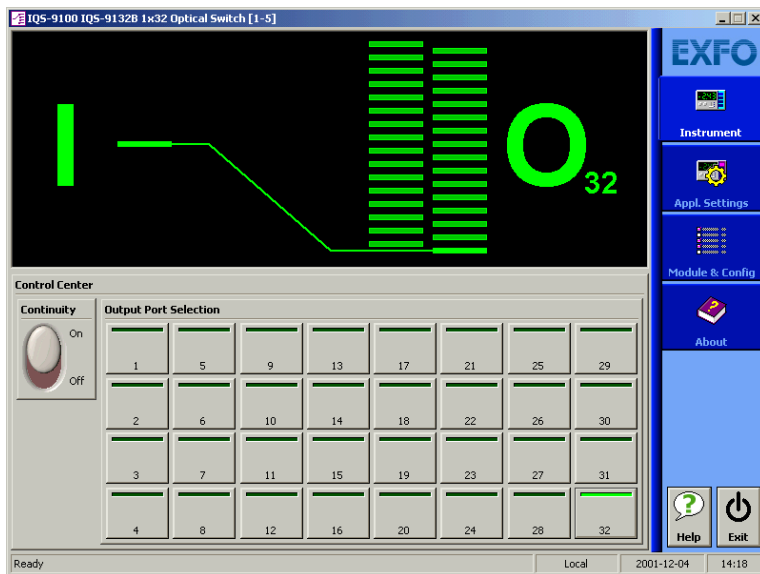 IQS-9100 IQS-9132B 1x32 Optical Switch [1-5]
EXFO
I
O
32
Instrument
Appl. Settings
Module & Config
About
Control Center
Continuity
On
Off
Output Port Selection
1 5 9 13 17 21 25 29
2 6 10 14 18 22 26 30
3 7 11 15 19 23 27 31
4 8 12 16 20 24 28 32
Help
Exit
Ready
Local
2001-12-04
14:18